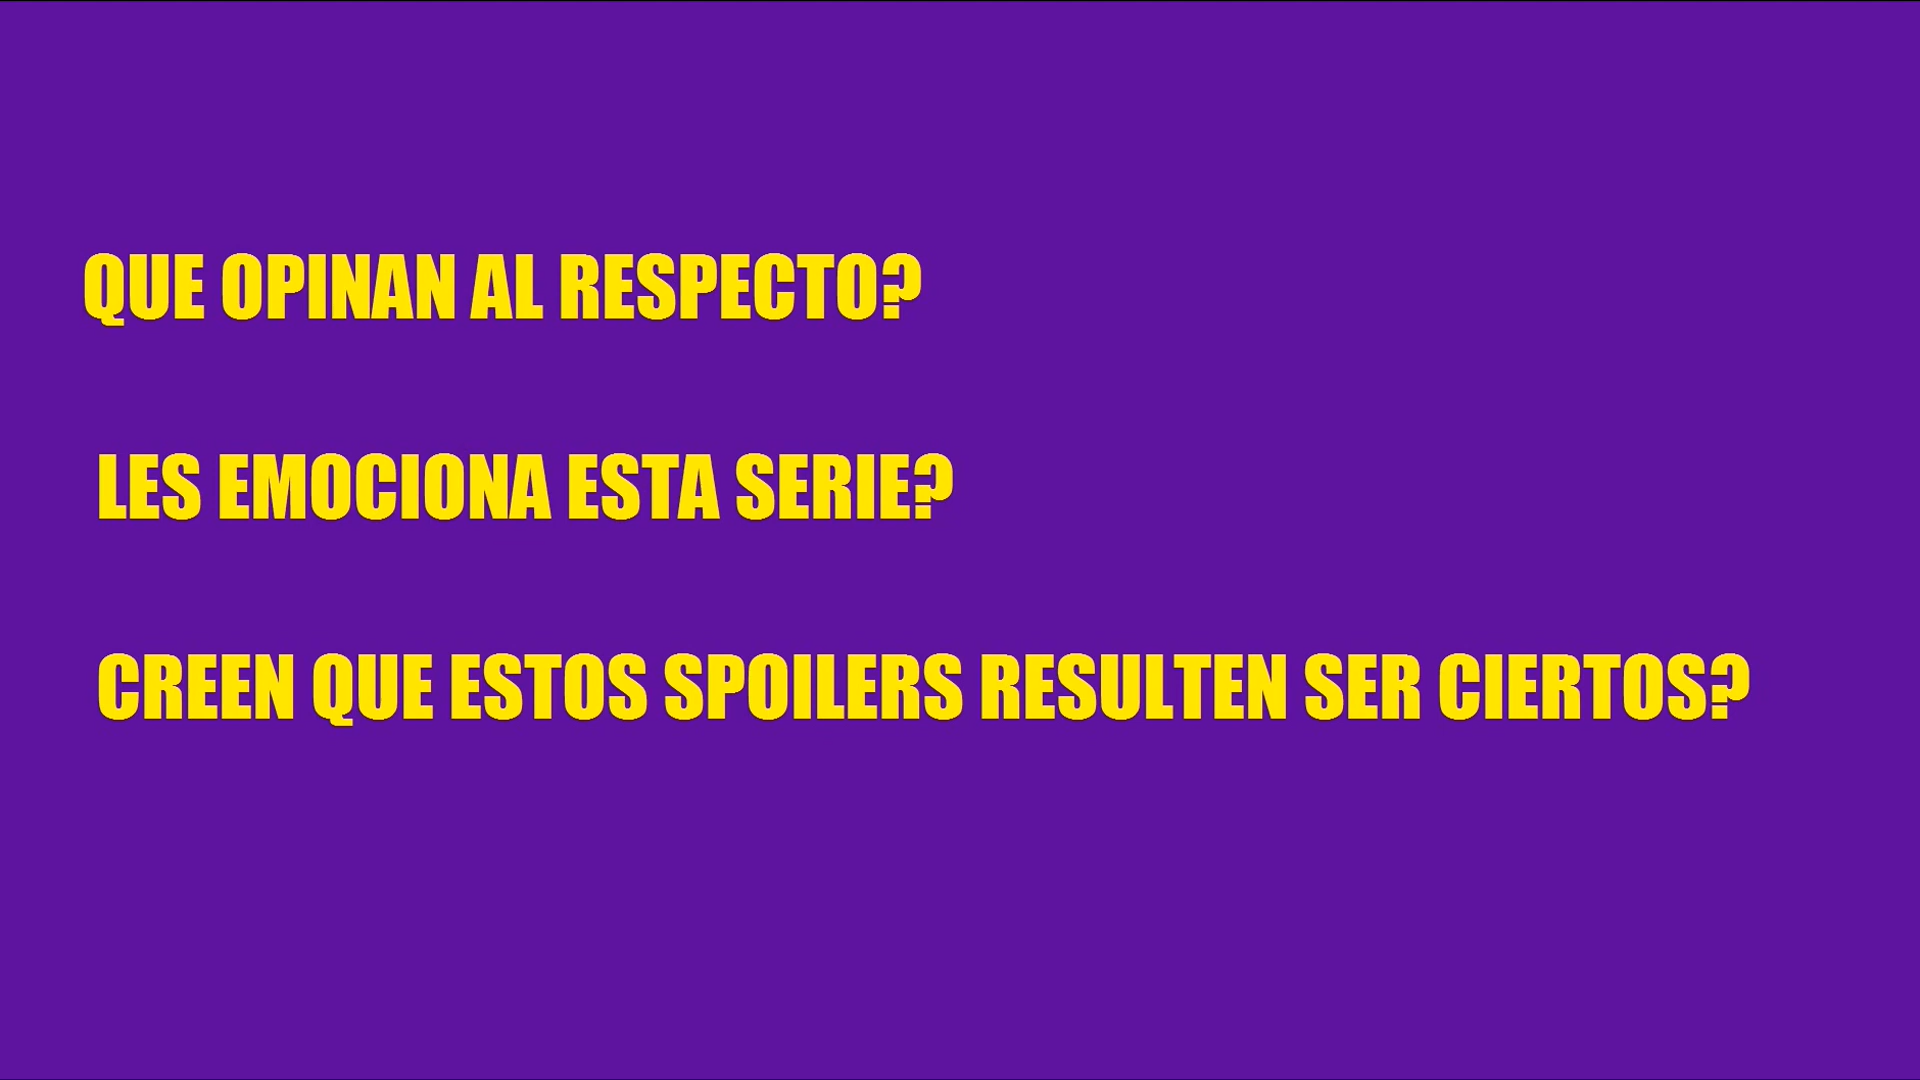 QUE OPINAN AL RESPECTO?
LES EMOCIONA ESTA SERIE?
CREEN QUE ESTOS SPOILERS RESULTEN SER CIERTOS?